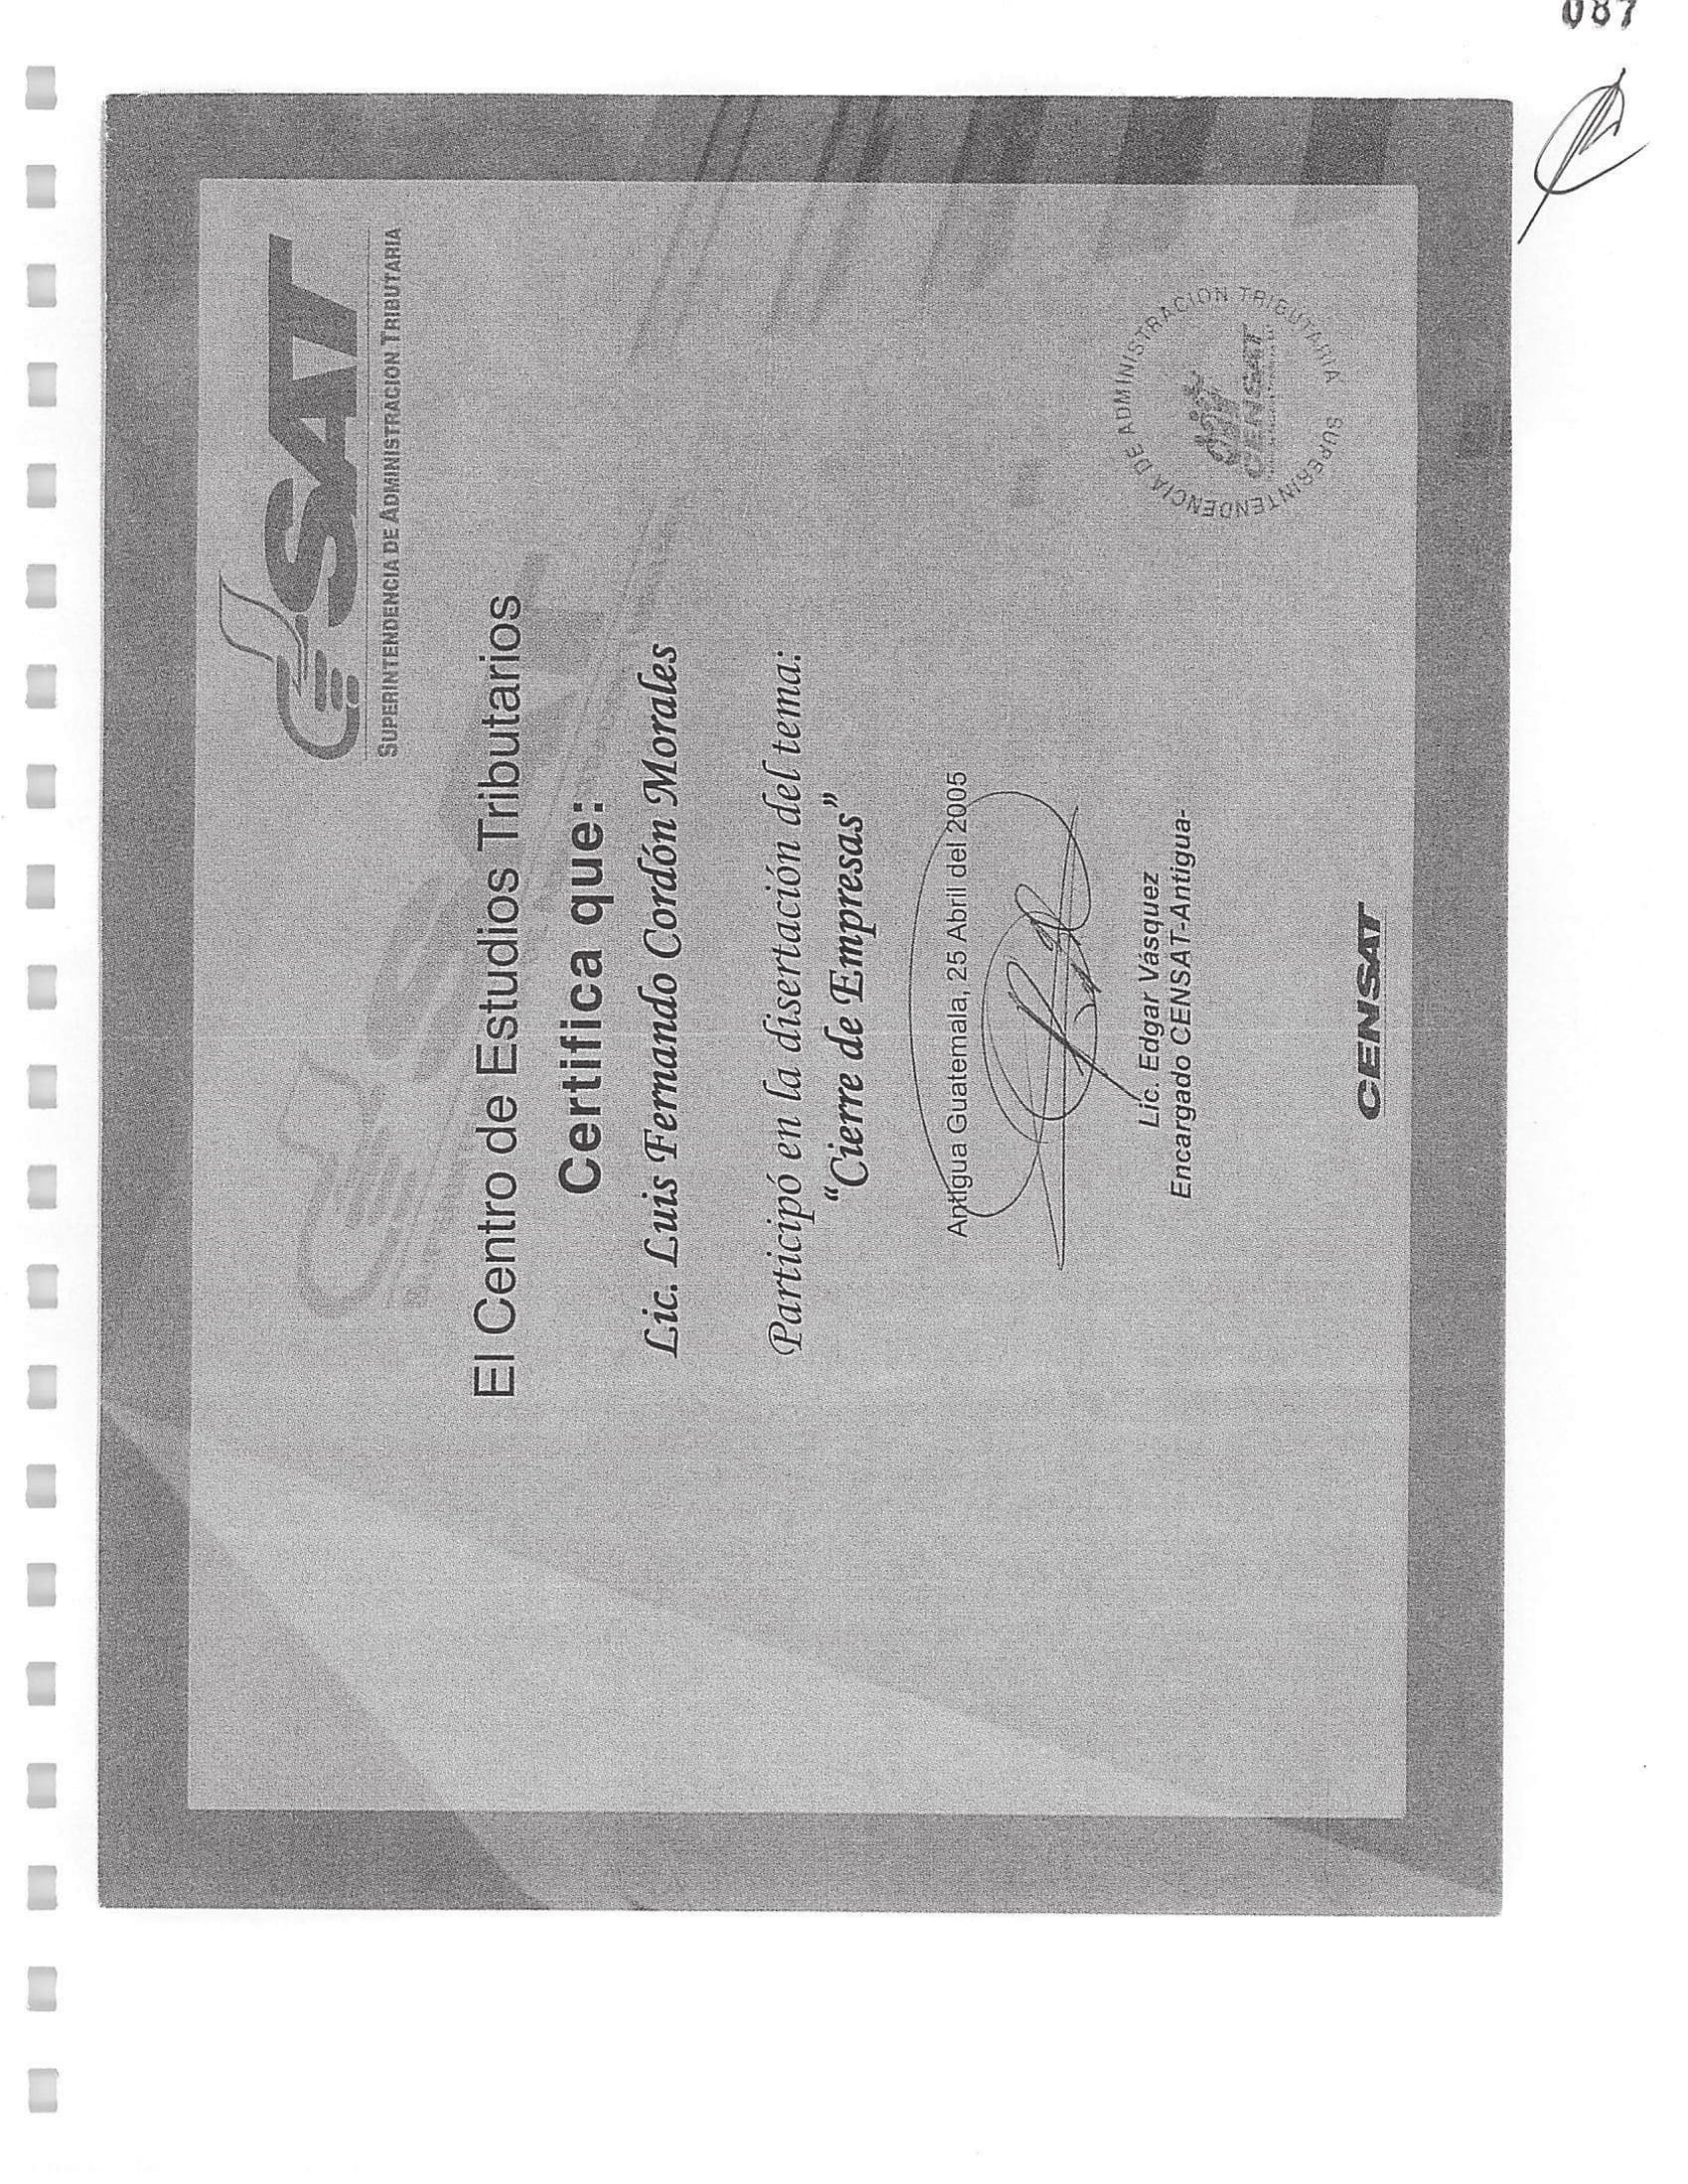 087
SAT
SUPERINTENDENCIA DE ADMINISTRACION TRIBUTARIA
El Centro de Estudios Tributarios
Certifica que:
Lic. Luis Fernando Cordón Morales
Participó en la disertación del tema:
“Cierre de Empresas”
Antigua Guatemala, 25 Abril del 2005
Lic. Edgar Vásquez
Encargado CENSAT-Antigua-
SUPERINTENDENCIA DE ADMINISTRACION TRIBUTARIA
CENSAT
CENSAT